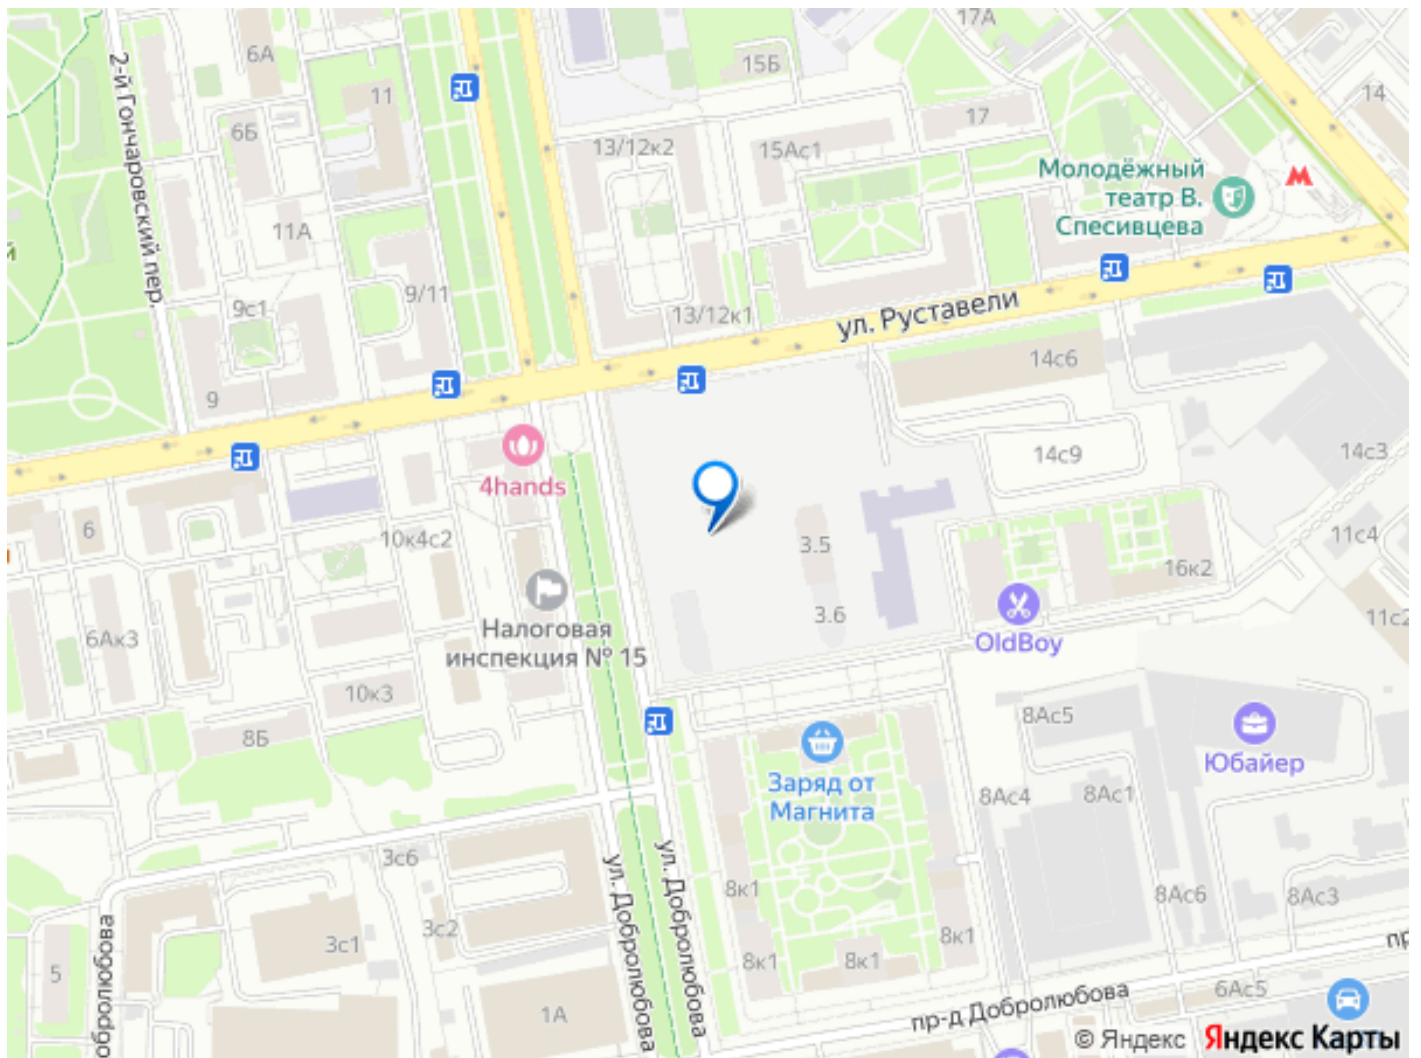 17А
6А
15Б
14
11
2-й Гончаровский пер.
6Б
17
13/12к2
15Ас1
Молодёжный
театр В.
Спесивцева
11А
й
9/11
9с1
13/12к1
ул. Руставели
14с6
9
14с3
14с9
4hands
6
10к4с2
3.5
11с4
16к2
3.6
11с2
Налоговая
инспекция № 15
OldBoy
6Ак3
10к3
8Ас5
8Б
Юбайер
Заряд от
Магнита
8Ас4
8Ас1
3с6
ул. Добролюбова
ул. Добролюбова
8к1
8Ас6
8Ас3
3с2
3с1
8к1
пр
5
8к1
8к1
обролюбова
6Ас5
1А
пр-д Добролюбова
© Яндекс Яндекс Карты